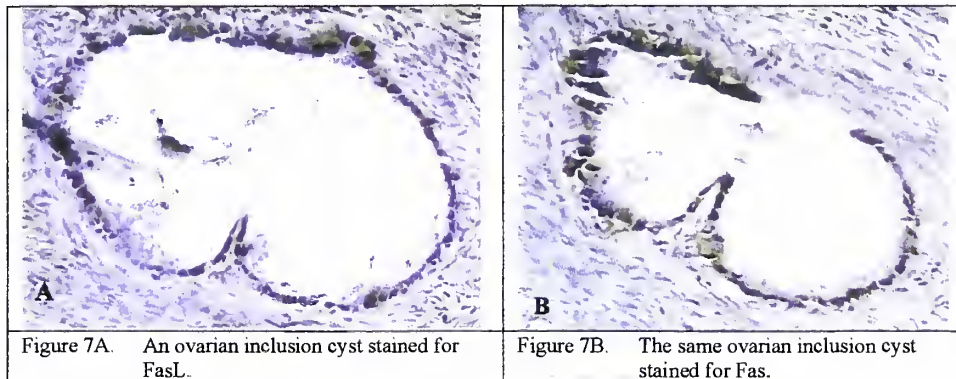 A
B
Figure 7A. An ovarian inclusion cyst stained for
FasL.
Figure 7B. The same ovarian inclusion cyst
stained for Fas.